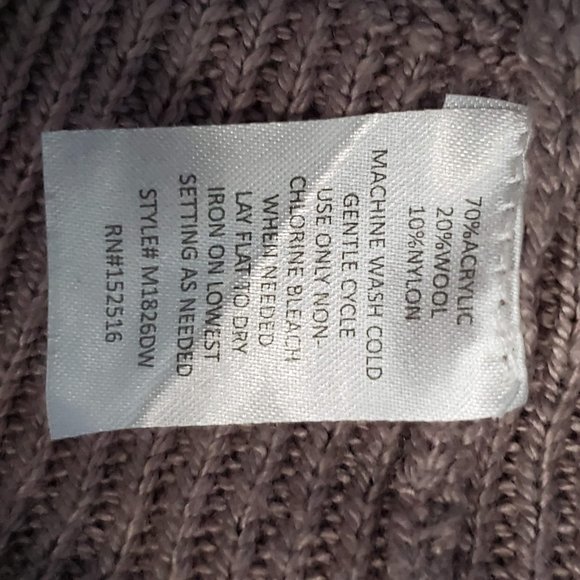 70%ACRYLIC
20%WOOL
10%NYLON
MACHINE WASH COLD
GENTLE CYCLE
USE ONLY NON-
CHLORINE BLEACH
WHEN NEEDED
LAY FLAT TO DRY
IRON ON LOWEST
SETTING AS NEEDED
STYLE# M1826DW
RN#152516